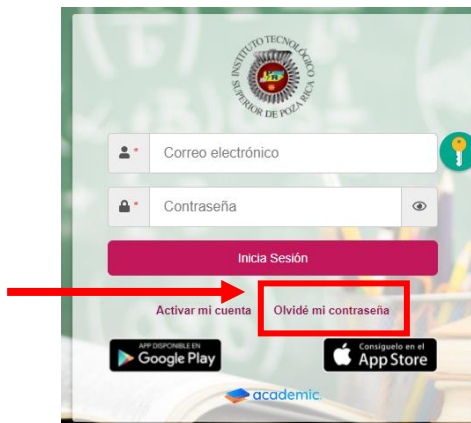 INSTITUTO TECNOLÓGICO
SUPERIOR DE POZA RICA
Correo electrónico
Contraseña
Inicia Sesión
Activar mi cuenta Olvidé mi contraseña
APP DISPONIBLE EN
Google Play
Consíguelo en el
App Store
academic